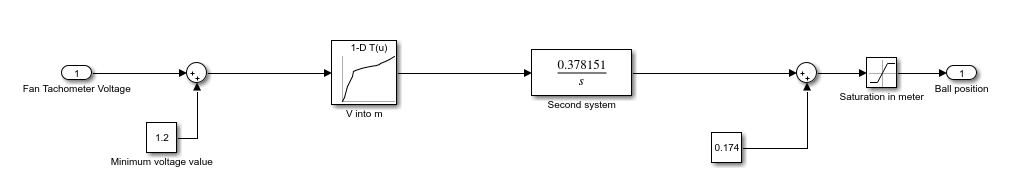 1
Fan Tachometer Voltage
1.2
Minimum voltage value
1-D T(u)
V into m
0.378151
s
Second system
0.174
Saturation in meter
1
Ball position